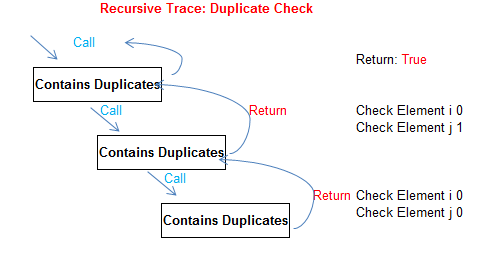 Recursive Trace: Duplicate Check
Call
Return: True
Contains Duplicates
Call
Return
Check Element i 0
Check Element j 1
Contains Duplicates
Call
Return
Check Element i 0
Check Element j 0
Contains Duplicates